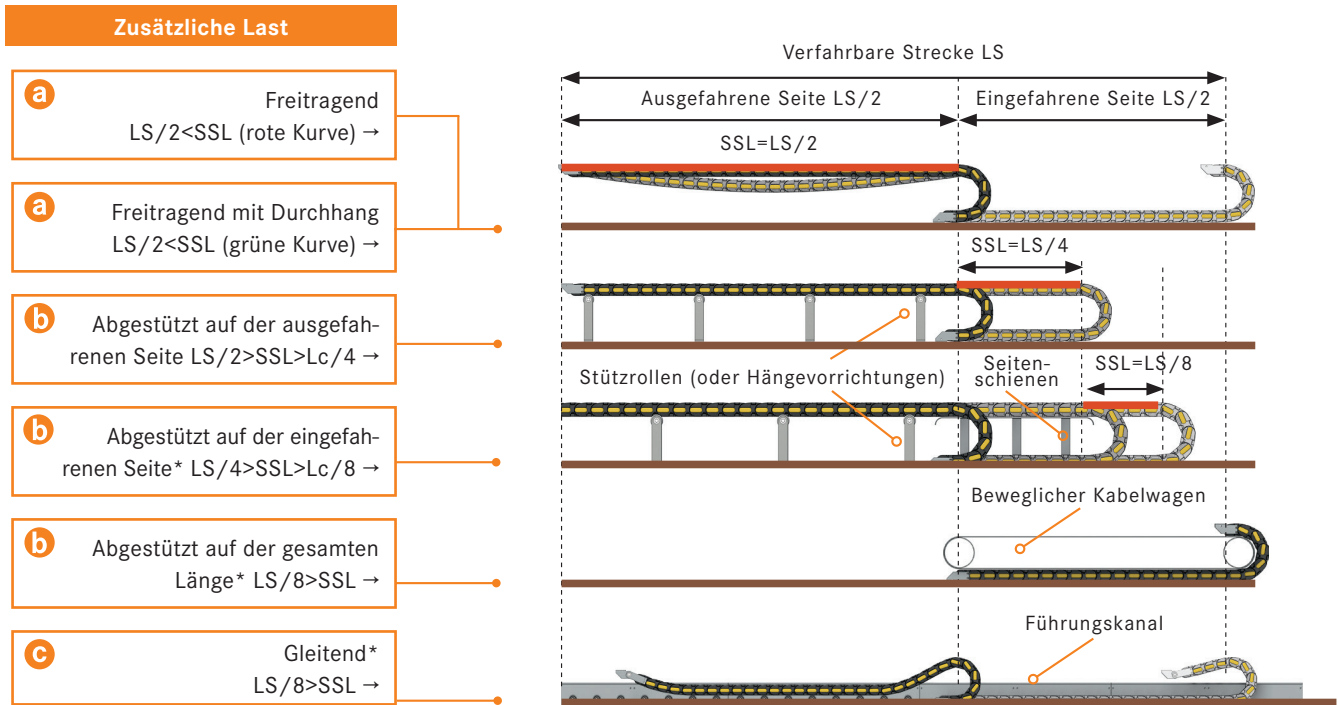 Zusätzliche Last
a
Freitragend
LS/2<SSL (rote Kurve) →
a
Freitragend mit Durchhang
LS/2<SSL (grüne Kurve) →
b
Abgestützt auf der ausgefah-
renen Seite LS/2>SSL>Lc/4 →
b
Abgestützt auf der eingefah-
renen Seite* LS/4>SSL>Lc/8 →
b
Abgestützt auf der gesamten
Länge* LS/8>SSL →
c
Gleitend*
LS/8>SSL →
Verfahrbare Strecke LS
Ausgefahrene Seite LS/2
Eingefahrene Seite LS/2
SSL=LS/2
SSL=LS/4
Stützrollen (oder Hängevorrichtungen)
Seiten-
schienen
SSL=LS/8
Beweglicher Kabelwagen
Führungskanal